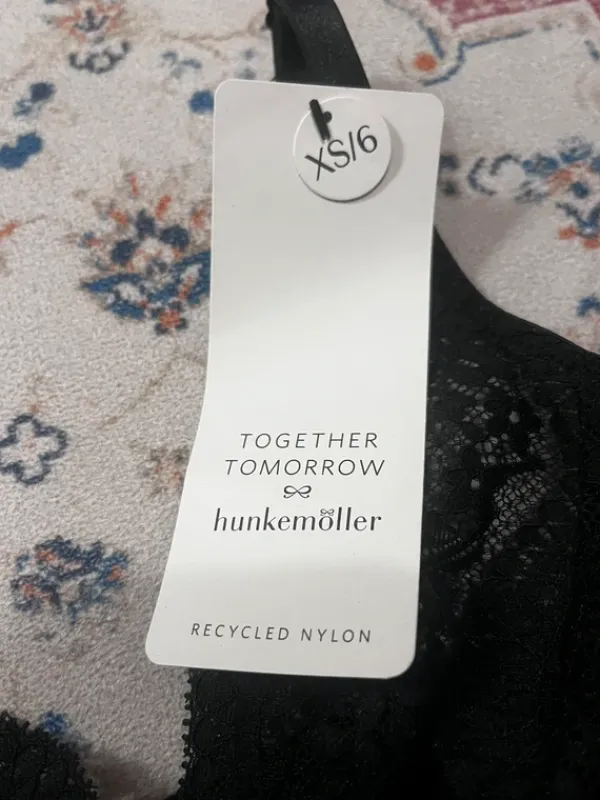 XS/6
TOGETHER
TOMORROW
hunkemöller
RECYCLED NYLON